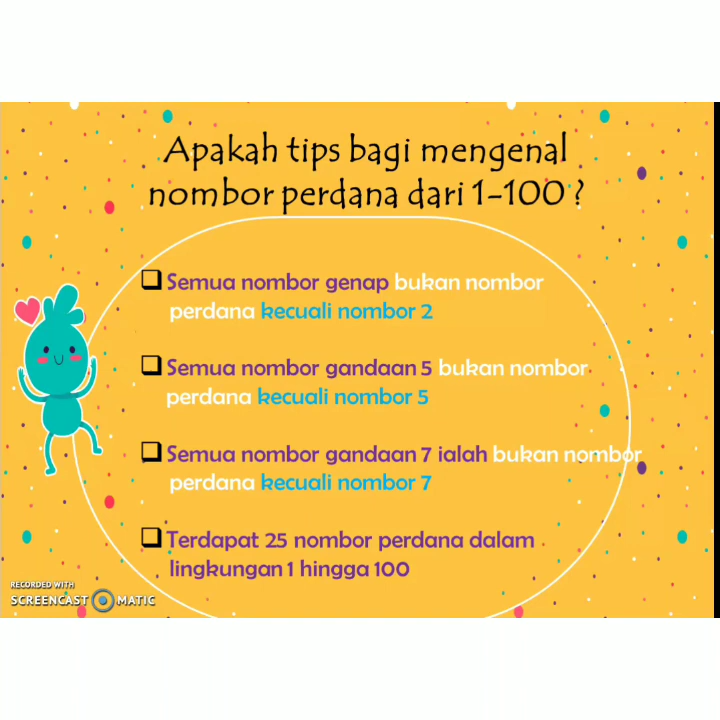 Apakah tips bagi mengenal
nombor perdana dari 1-100 ?
Semua nombor genap bukan nombor
perdana kecuali nombor 2
Semua nombor gandaan 5 bukan nombor
perdana kecuali nombor 5
Semua nombor gandaan 7 ialah bukan nombor
perdana kecuali nombor 7
Terdapat 25 nombor perdana dalam
lingkungan 1 hingga 100
RECORDED WITH
SCREENCAST MATIC